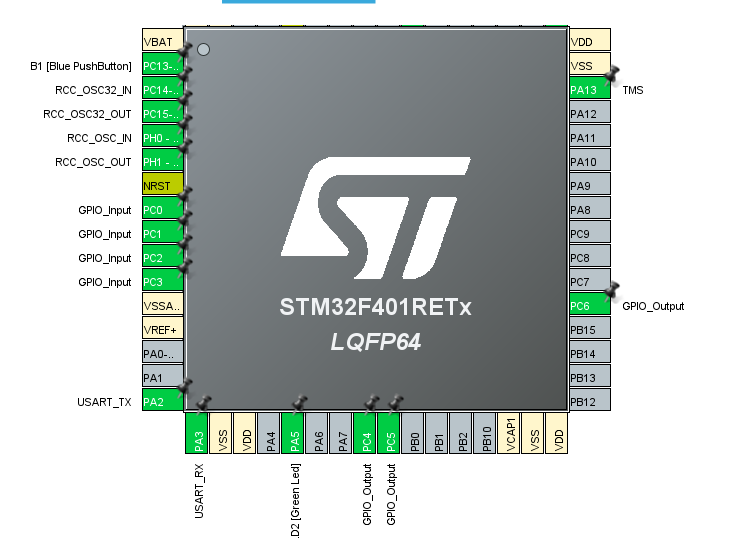 VBAT
B1 [Blue PushButton] PC13-..
RCC_OSC32_IN PC14-..
RCC_OSC32_OUT PC15-..
RCC_OSC_IN PH0 - ..
RCC_OSC_OUT PH1 - ..
NRST
GPIO_Input PC0
GPIO_Input PC1
GPIO_Input PC2
GPIO_Input PC3
VSSA..
VREF+
PA0-..
PA1
USART_TX PA2
STM32F401RETx
LQFP64
VDD
VSS
PA13 TMS
PA12
PA11
PA10
PA9
PA8
PC9
PC8
PC7
PC6 GPIO_Output
PB15
PB14
PB13
PB12
PA3 USART_RX
VSS
VDD
PA4
PA5 .D2 [Green Led]
PA6
PA7
PC4 GPIO_Output
PC5 GPIO_Output
PB0
PB1
PB2
PB10
VCAP1
VSS
VDD